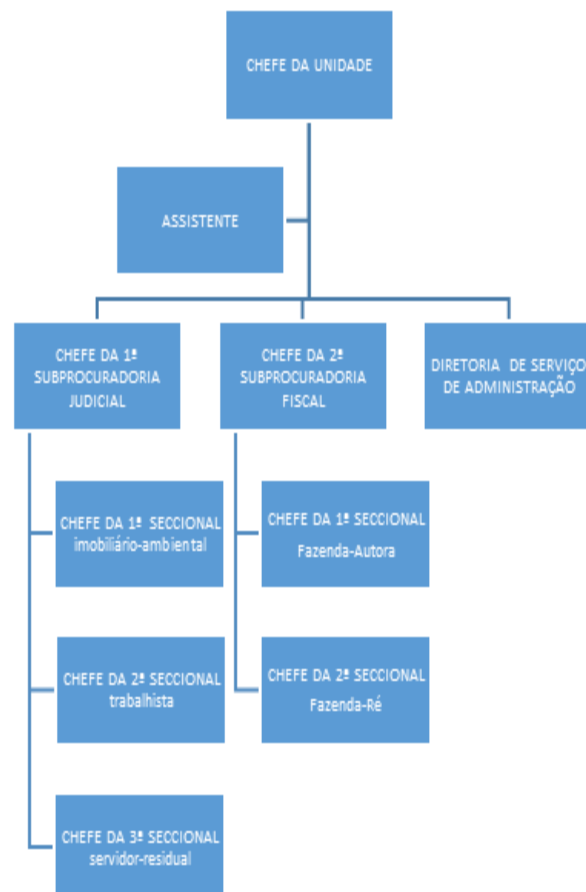 CHEFE DA UNIDADE
ASSISTENTE
CHEFE DA 1ª
SUBPROCURADORIA
JUDICIAL
CHEFE DA 2ª
SUBPROCURADORIA
FISCAL
DIRETORIA DE SERVIÇO
DE ADMINISTRAÇÃO
CHEFE DA 1ª SECCIONAL
imobiliário-ambiental
CHEFE DA 2ª SECCIONAL
trabalhista
CHEFE DA 3ª SECCIONAL
servidor-residual
CHEFE DA 1ª SECCIONAL
Fazenda-Autora
CHEFE DA 2ª SECCIONAL
Fazenda-Ré